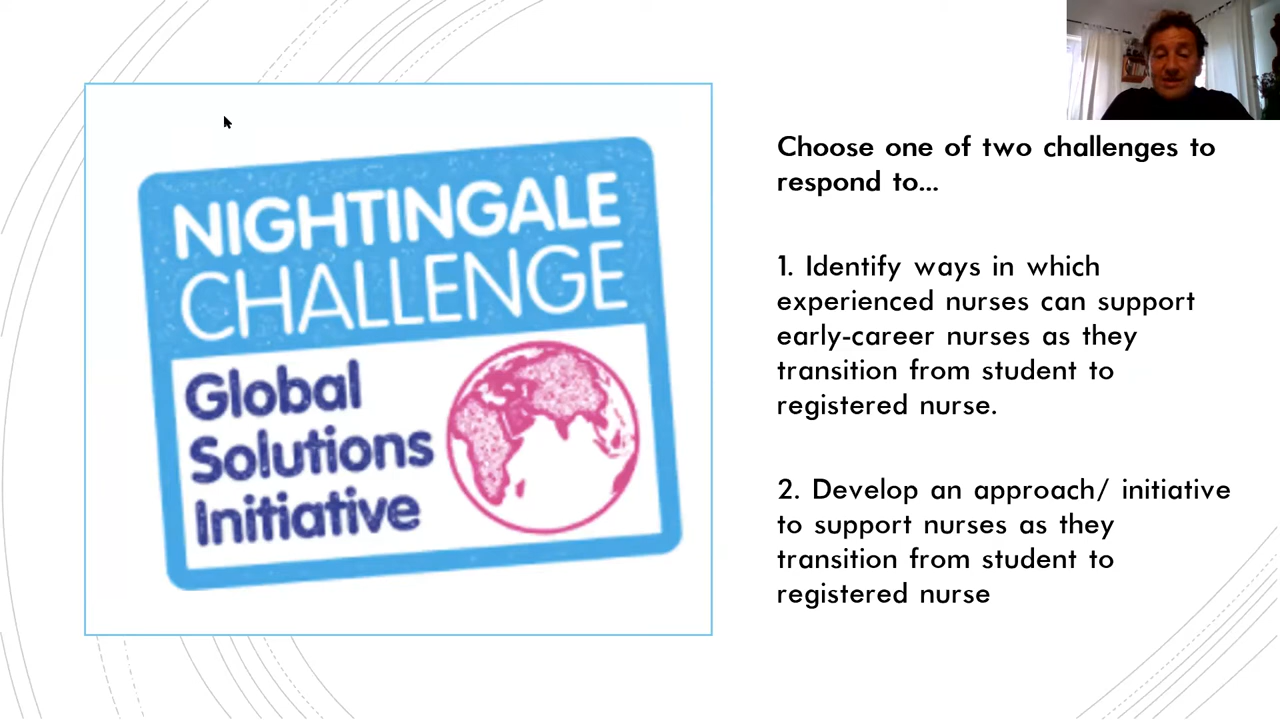 NIGHTINGALE
CHALLENGE
Global
Solutions
Initiative
Choose one of two challenges to
respond to...
1. Identify ways in which
experienced nurses can support
early-career nurses as they
transition from student to
registered nurse.
2. Develop an approach/ initiative
to support nurses as they
transition from student to
registered nurse